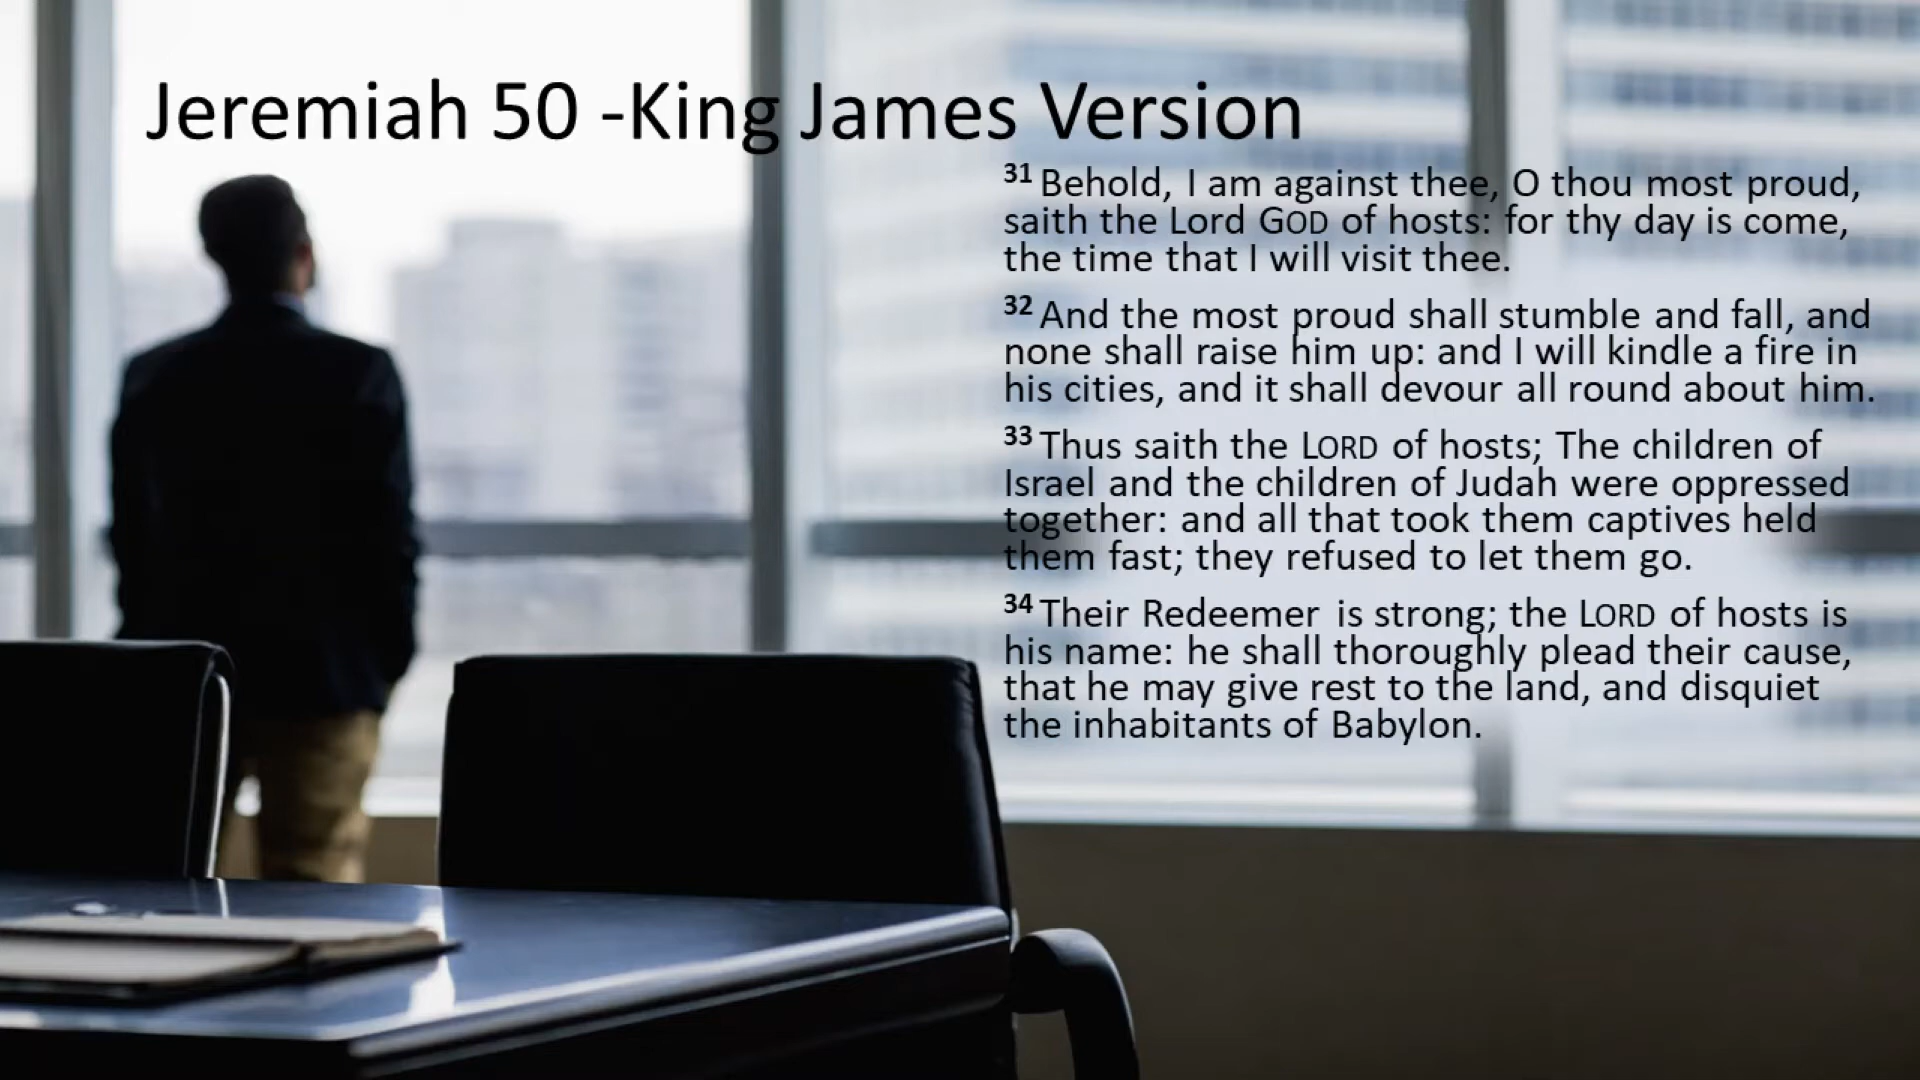 Jeremiah 50 -King James Version
31 Behold, I am against thee, O thou most proud,
saith the Lord GOD of hosts: for thy day is come,
the time that I will visit thee.
32 And the most proud shall stumble and fall, and
none shall raise him up: and I will kindle a fire in
his cities, and it shall devour all round about him.
33 Thus saith the LORD of hosts; The children of
Israel and the children of Judah were oppressed
together: and all that took them captives held
them fast; they refused to let them go.
34 Their Redeemer is strong; the LORD of hosts is
his name: he shall thoroughly plead their cause,
that he may give rest to the land, and disquiet
the inhabitants of Babylon.